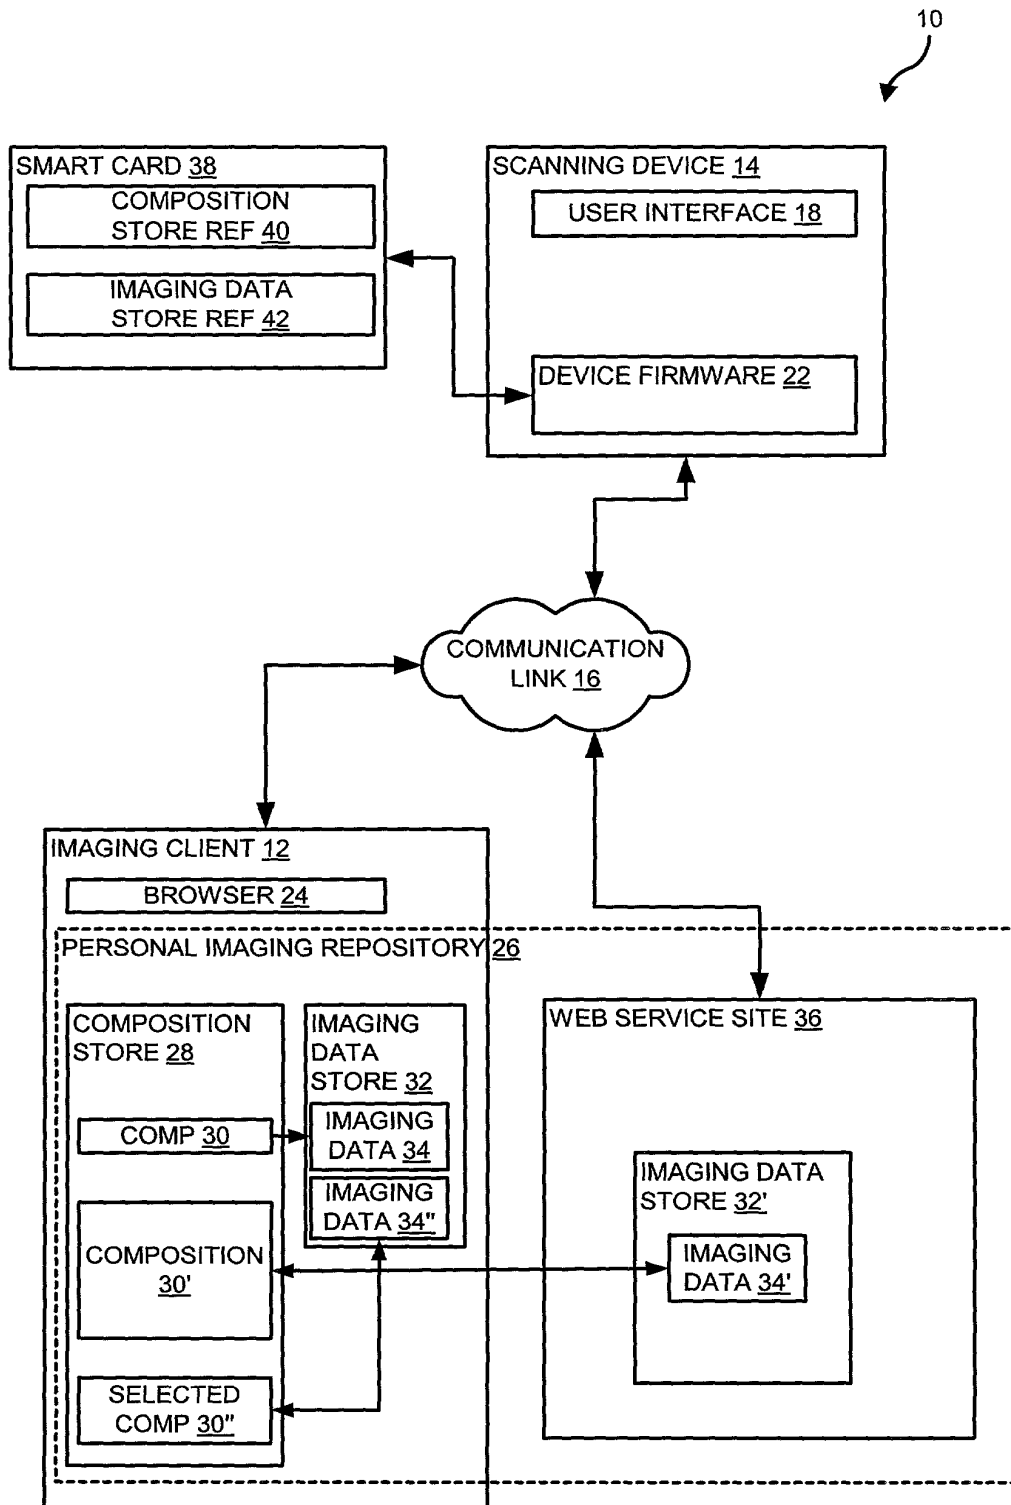 10
SMART CARD 38
COMPOSITION
STORE REF 40
IMAGING DATA
STORE REF 42
SCANNING DEVICE 14
USER INTERFACE 18
DEVICE FIRMWARE 22
COMMUNICATION
LINK 16
IMAGING CLIENT 12
BROWSER 24
PERSONAL IMAGING REPOSITORY 26
COMPOSITION
STORE 28
COMP 30
COMPOSITION
30'
SELECTED
COMP 30"
IMAGING
DATA
STORE 32
IMAGING
DATA 34
IMAGING
DATA 34"
WEB SERVICE SITE 36
IMAGING DATA
STORE 32'
IMAGING
DATA 34'